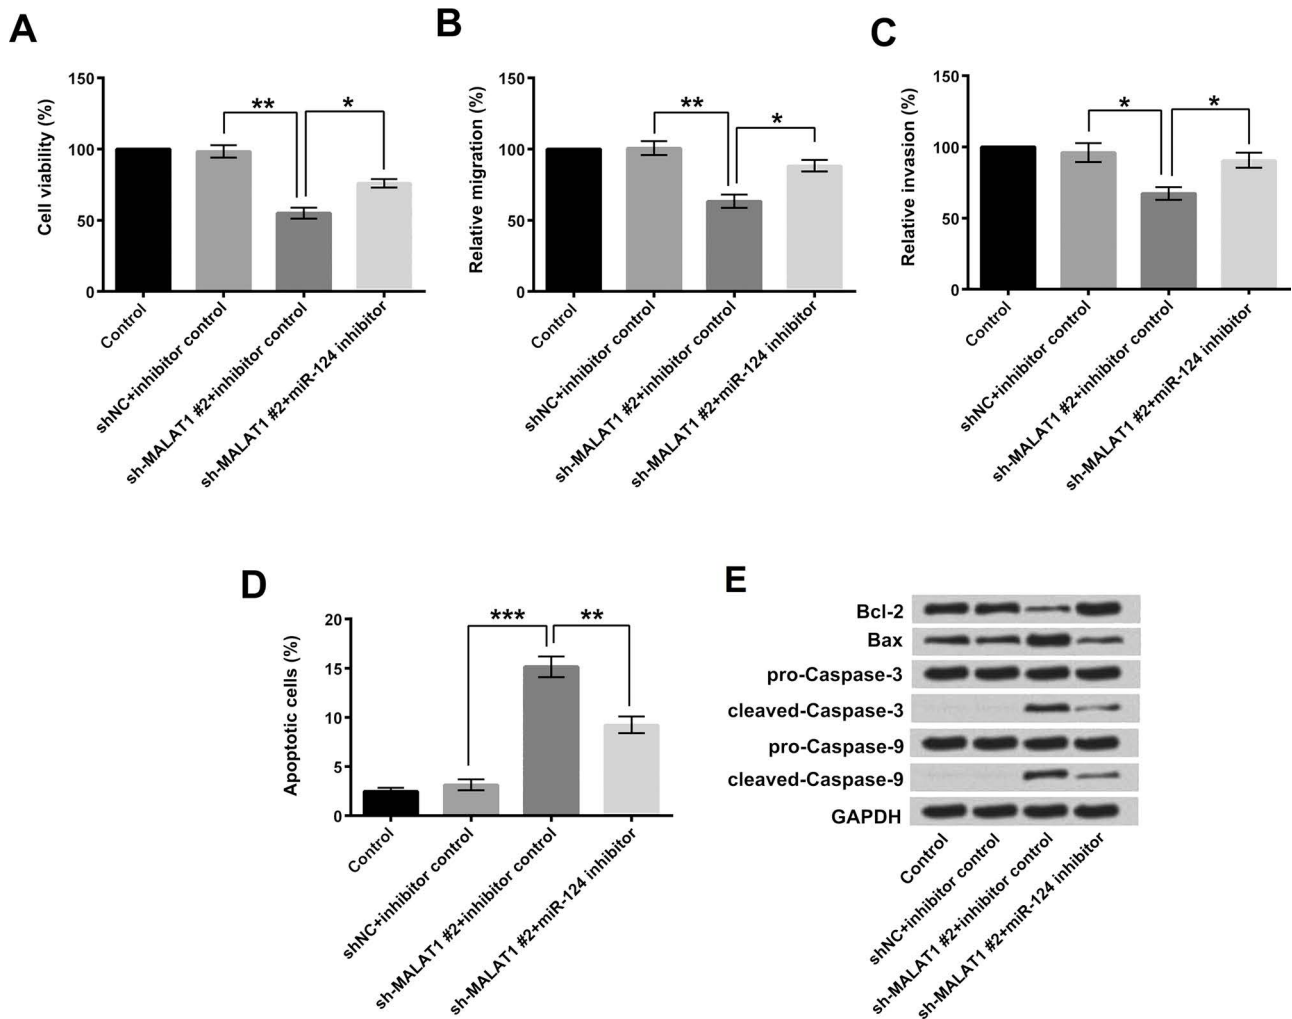 A
Cell viability (%)
150
100
50
0
**
*
Control
shNC+inhibitor control
sh-MALAT1 #2+inhibitor control
sh-MALAT1 #2+miR-124 inhibitor
B
Relative migration (%)
150
100
50
0
**
*
Control
shNC+inhibitor control
sh-MALAT1 #2+inhibitor control
sh-MALAT1 #2+miR-124 inhibitor
C
Relative invasion (%)
150
100
50
0
*
*
Control
shNC+inhibitor control
sh-MALAT1 #2+inhibitor control
sh-MALAT1 #2+miR-124 inhibitor
D
Apoptotic cells (%)
20
15
10
5
0
***
**
Control
shNC+inhibitor control
sh-MALAT1 #2+inhibitor control
sh-MALAT1 #2+miR-124 inhibitor
E
Bcl-2
Bax
pro-Caspase-3
cleaved-Caspase-3
pro-Caspase-9
cleaved-Caspase-9
GAPDH
Control
shNC+inhibitor control
sh-MALAT1 #2+inhibitor control
sh-MALAT1 #2+miR-124 inhibitor